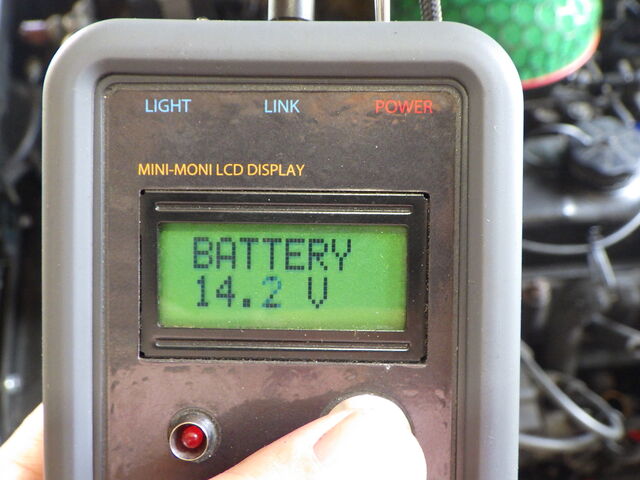 LIGHT LINK POWER
MINI-MONI LCD DISPLAY
BATTERY
14.2 V